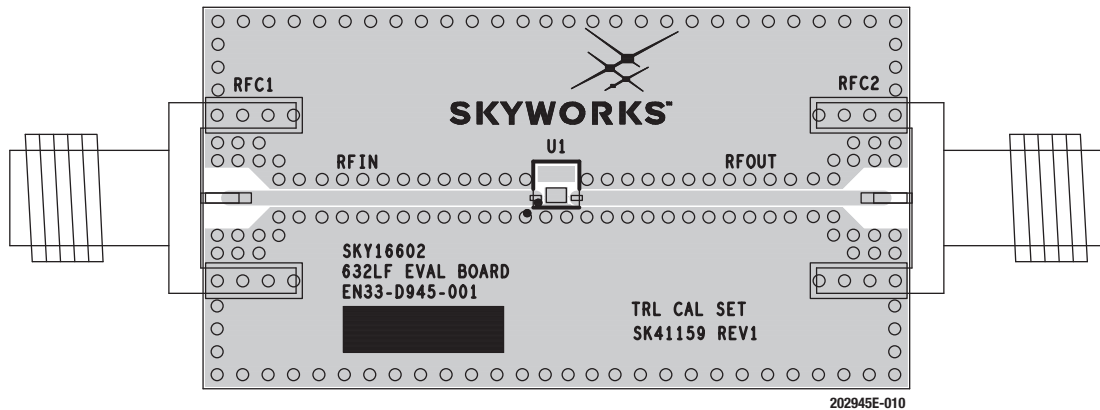 RFC1
RFC2
SKYWORKS
U1
RFIN
RFOUT
SKY16602
632LF EVAL BOARD
EN33-D945-001
TRL CAL SET
SK41159 REV1
202945E-010